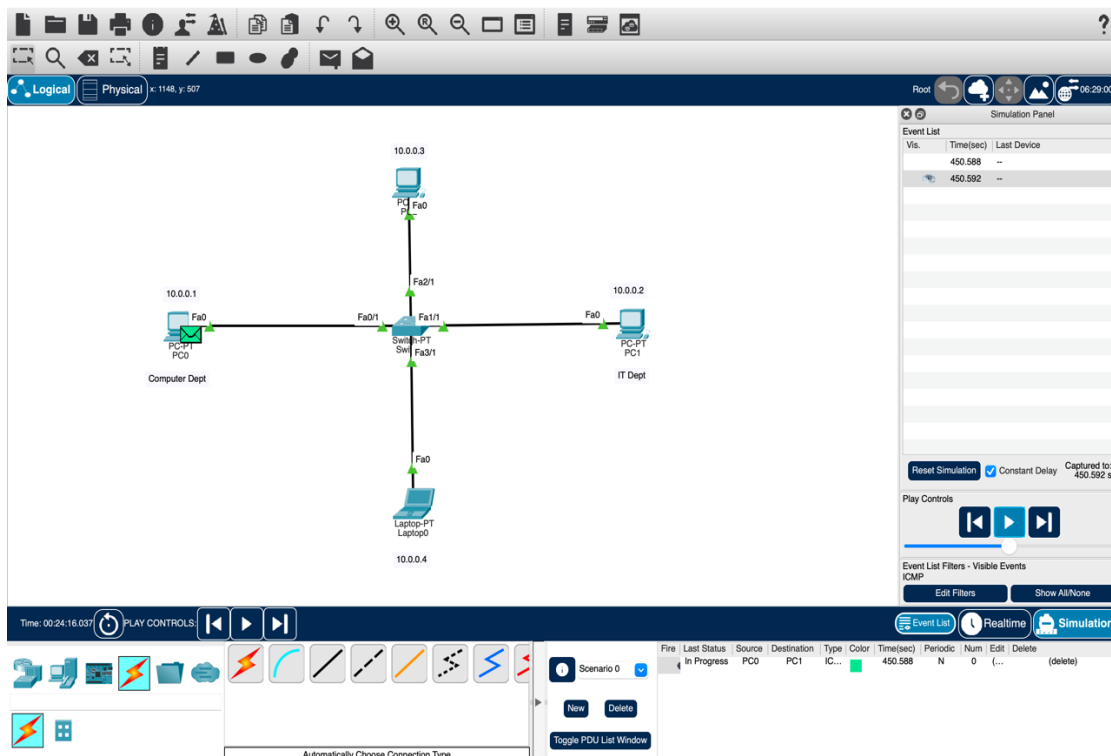 ?
Logical Physical x: 1148, y: 507 Root 06:29:00
Simulation Panel
Event List
Vis. Time(sec) Last Device
450.588 --
450.592 --
10.0.0.3
PC
Fa0
Fa2/1
10.0.0.1
10.0.0.2
Fa0 Fa0/1 Fa1/1 Fa0
Switch-PT
Fa3/1
PC-PT
PC0
PC-PT
PC1
Computer Dept
IT Dept
Fa0
Laptop-PT
Laptop0
10.0.0.4
Reset Simulation Constant Delay Captured to:
450.592 s
Play Controls
Event List Filters - Visible Events
ICMP
Edit Filters Show All/None
Time: 00:24:16.037 PLAY CONTROLS: Event List Realtime Simulation
Fire Last Status Source Destination Type Color Time(sec) Periodic Num Edit Delete
In Progress PC0 PC1 IC... 450.588 N 0 (... (delete)
Scenario 0
New Delete
Toggle PDU List Window
Automatically Choose Connection Type